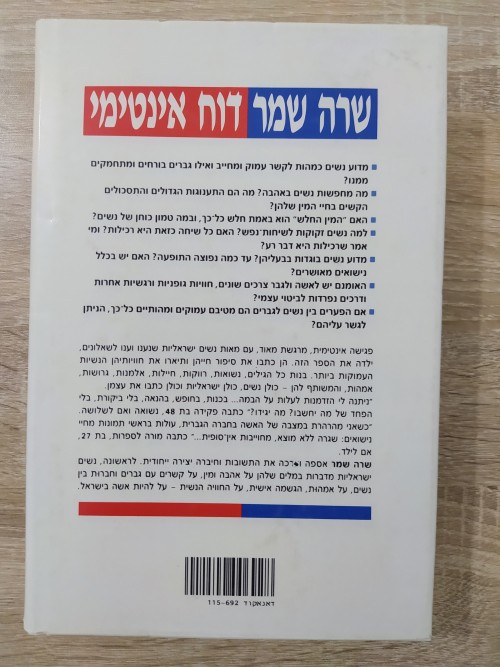 שרה שמר דוח אינטימי
מדוע נשים כמהות לקשר עמוק ומחייב ואילו גברים בורחים ומתחמקים
ממנו?
מה מחפשות נשים באהבה? מה הם התענוגות הגדולים והתסכולים
הקשים בחיי המין שלהן?
האם "המין החלש" הוא באמת חלש כל-כך, ובמה טמון כוחן של נשים?
למה נשים זקוקות לשיחות-נפש? האם כל שיחה כזאת היא רכילות? ומי
אמר שרכילות היא דבר רע?
מדוע נשים בוגדות בבעליהן? עד כמה נפוצה התופעה? האם יש בכלל
נישואים מאושרים?
האומנם יש לאשה ולגבר צרכים שונים, חוויות גופניות ורגשיות אחרות
ודרכים נפרדות לביטוי עצמי?
אם הפערים בין נשים לגברים הם מטיבם עמוקים ומהותיים כל-כך, הניתן
לגשר עליהם?
פגישה אינטימית, מרגשת מאוד, עם מאות נשים ישראליות שנענו וענו לשאלונים,
ילדה את הספר הזה. הן כתבו את סיפור חייהן ותיארו את חוויותיהן הנשיות
העמוקות ביותר. בנות כל הגילים, נשואות, רווקות, חיילות, אלמנות, גרושות,
אמהות, והמשותף להן – כולן נשים, כולן ישראליות וכולן כתבו את עצמן.
"ניתנה לי הזדמנות לעלות על הבמה... בכנות, בחופש, בהנאה, בלי ביקורת, בלי
הפחד של מה יחשבו? מה יגידו?" כתבה פקידה בת 48, נשואה ואם לשלושה.
"כשאני מהרהרת במצבה של האשה בחברה הגברית, עולות בראשי תמונות מחיי
נישואים: שגרה ללא מוצא, מחוייבות אין-סופית..." כתבה מורה לספרות, בת 27,
אם לילד.
שרה שמר אספה וערכה את התשובות וחיברה יצירה ייחודית. לראשונה, נשים
ישראליות מדברות במלים שלהן על אהבה ומין, על קשרים עם גברים וחברות בין
נשים, על אמהות, הגשמה אישית, על החוויה הנשית – על להיות אשה בישראל.
דאנאקוד 115-692